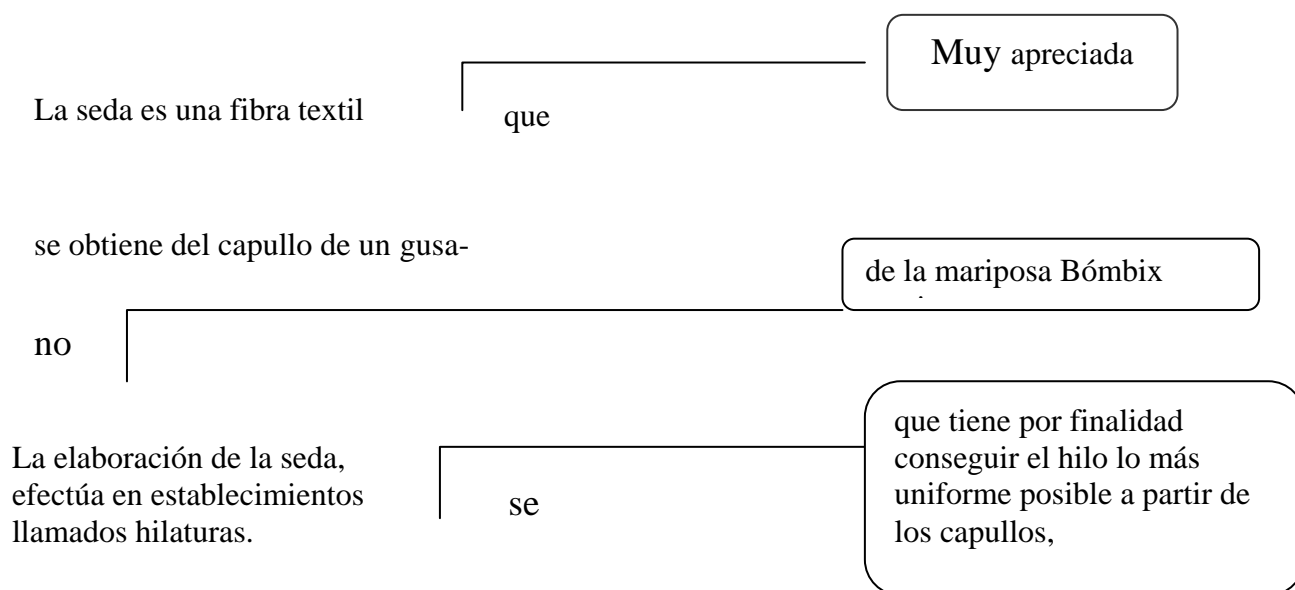 Muy apreciada
La seda es una fibra textil que
se obtiene del capullo de un gusa-
de la mariposa Bómbix
no
La elaboración de la seda, se
efectúa en establecimientos
llamados hilaturas.
que tiene por finalidad
conseguir el hilo lo más
uniforme posible a partir de
los capullos,